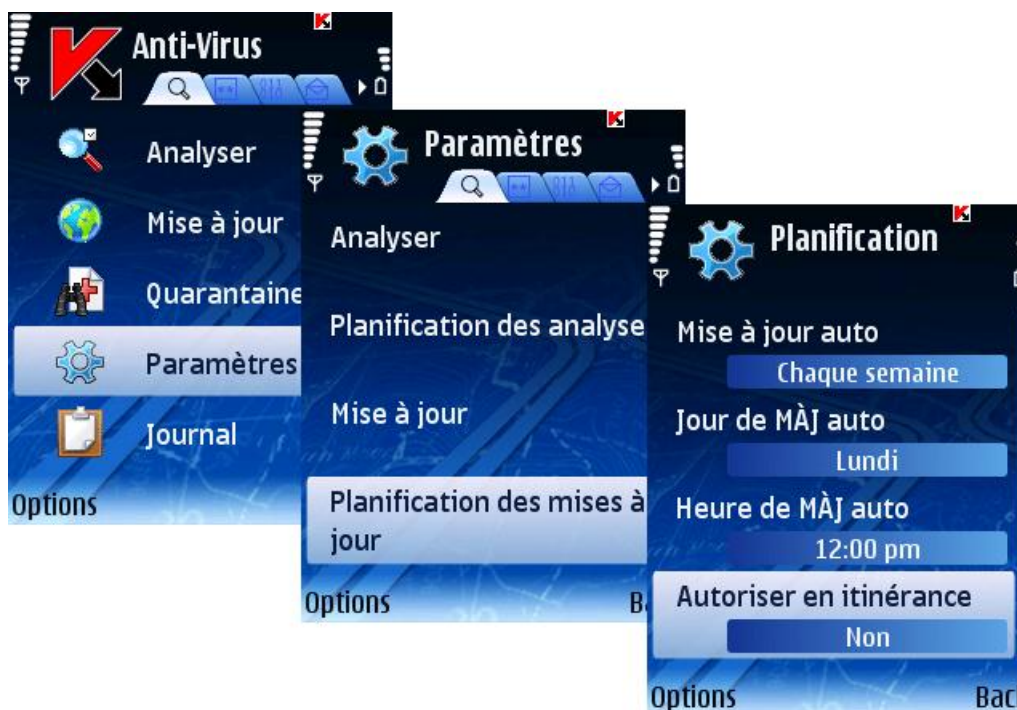 Anti-Virus
Analyser
Mise à jour
Quarantaine
Paramètres
Journal
Options
Paramètres
Analyser
Planification des analyse
Mise à jour
Planification des mises à
jour
Options
Ba
Planification
Mise à jour auto
Chaque semaine
Jour de MÀJ auto
Lundi
Heure de MÀJ auto
12:00 pm
Autoriser en itinérance
Non
Options
Bac